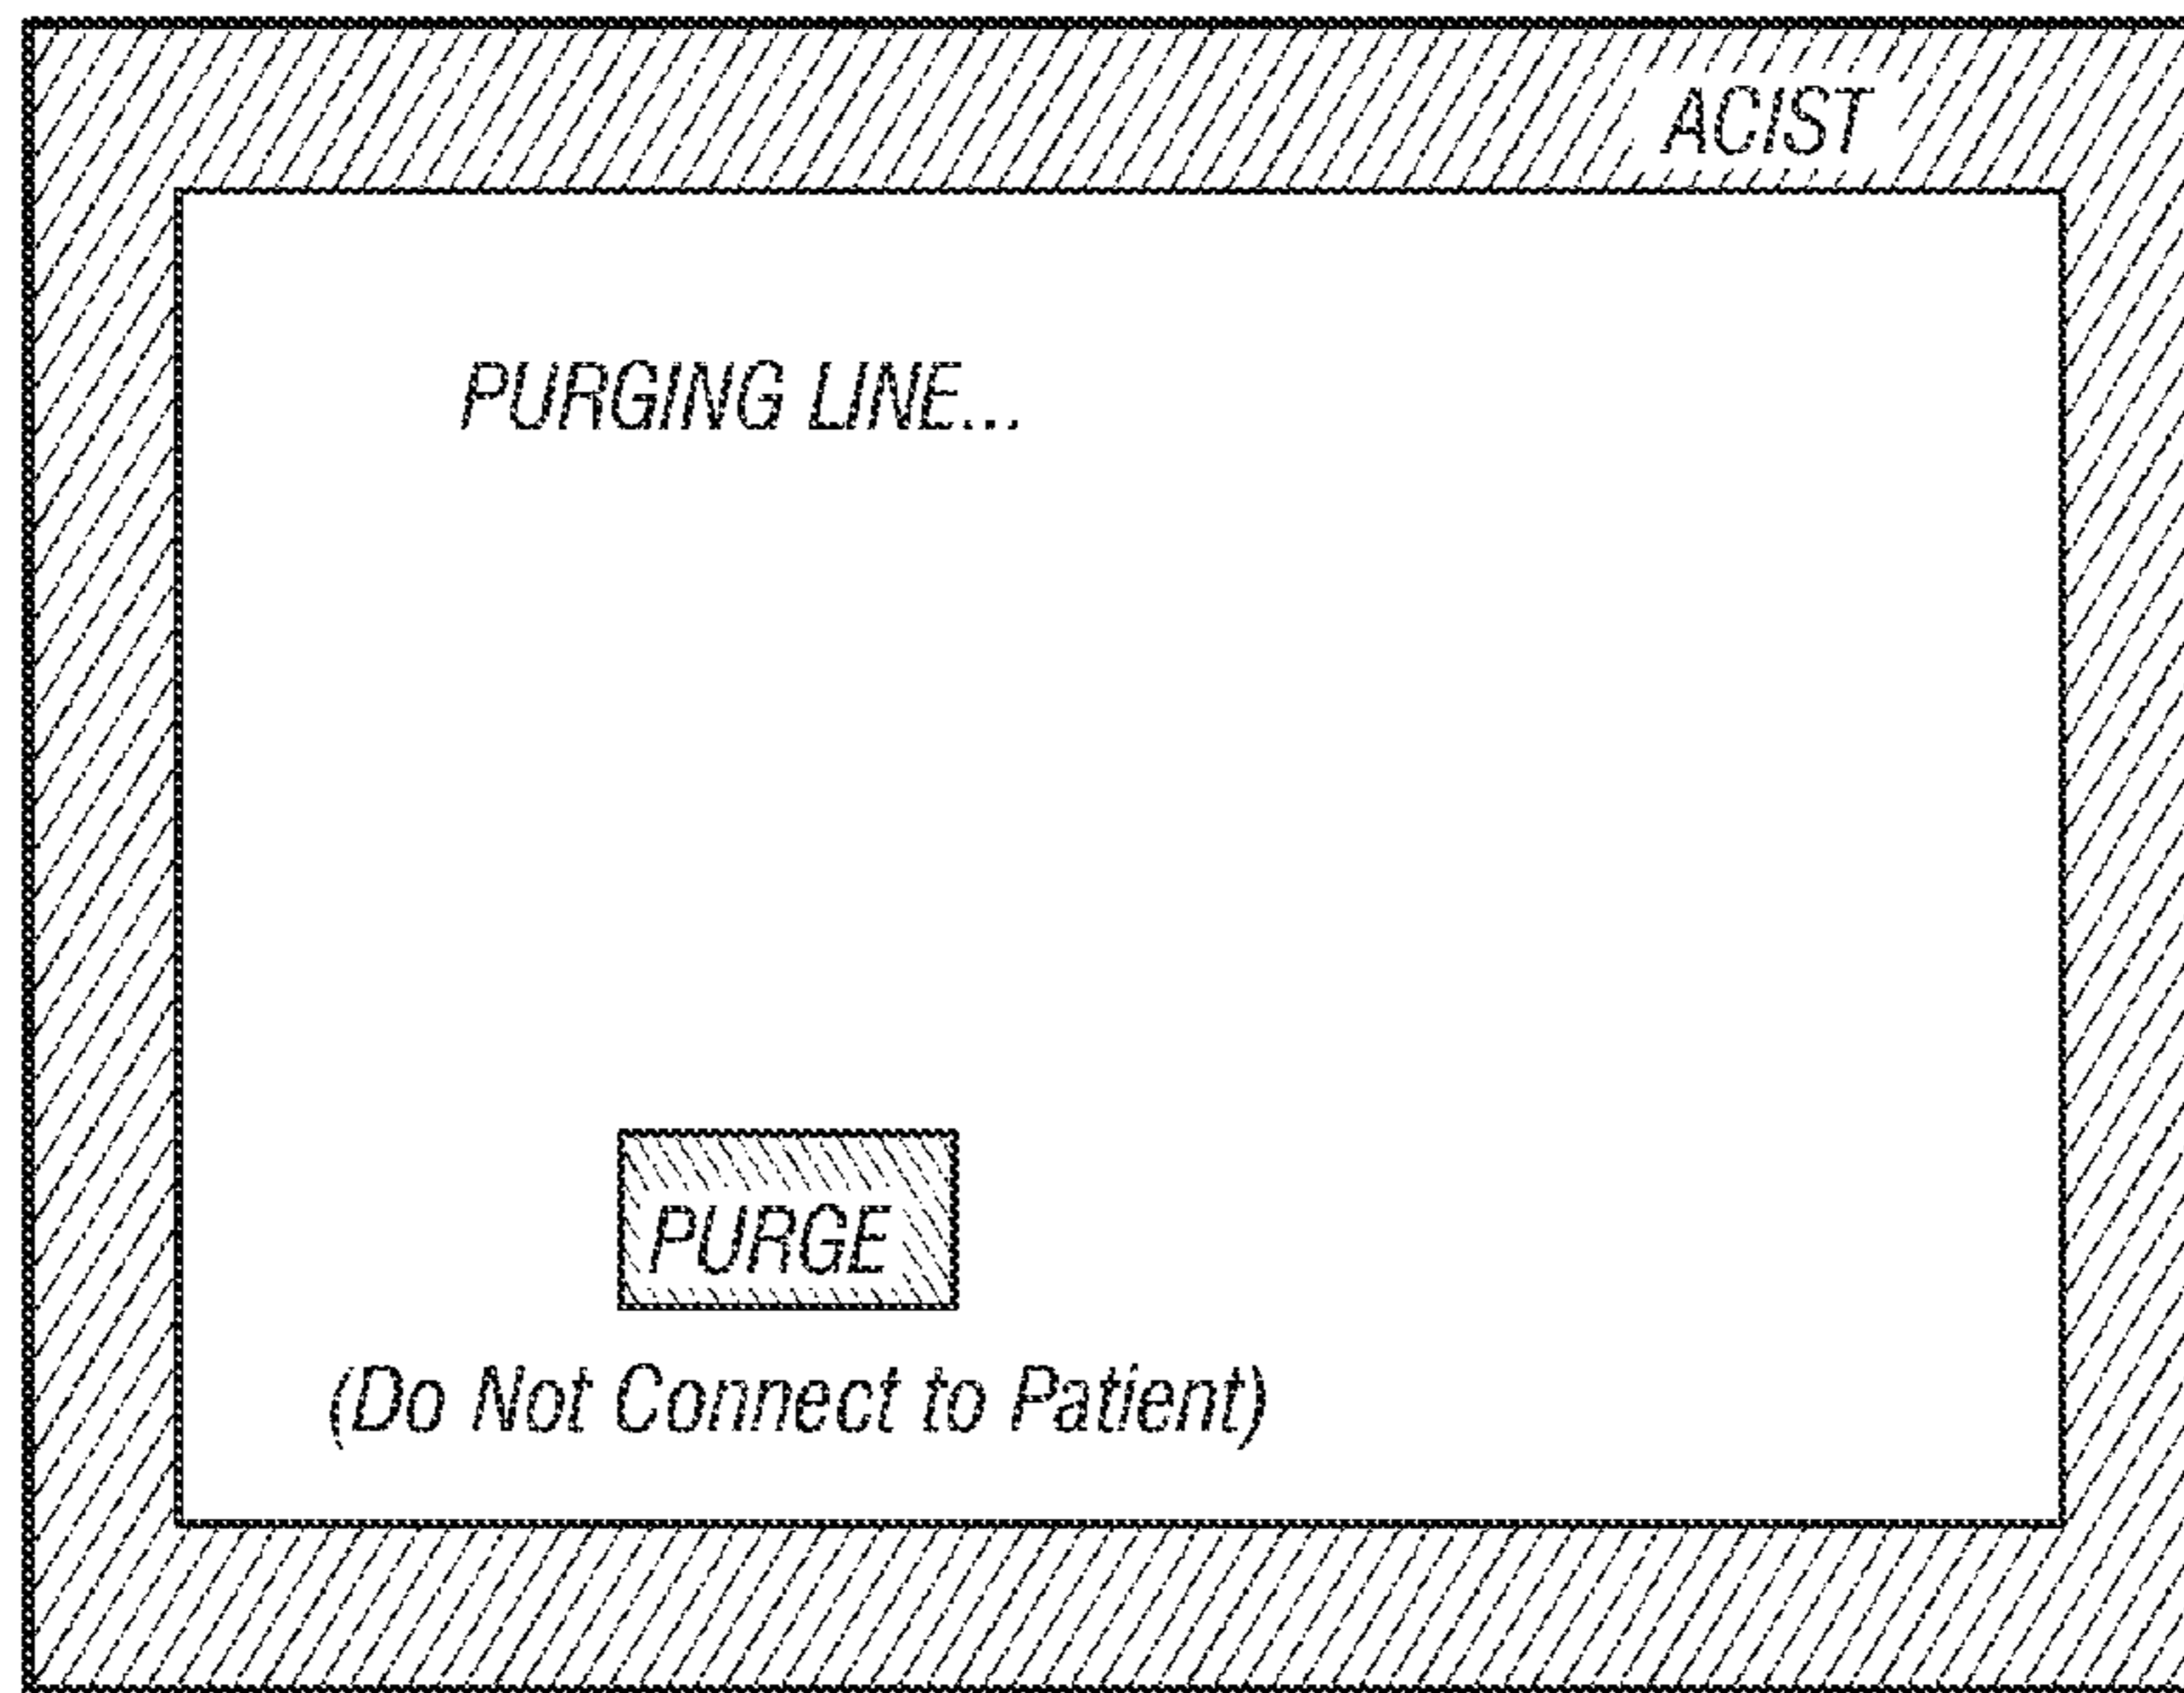 ACIST
PURGING LINE...
PURGE
(Do Not Connect to Patient)